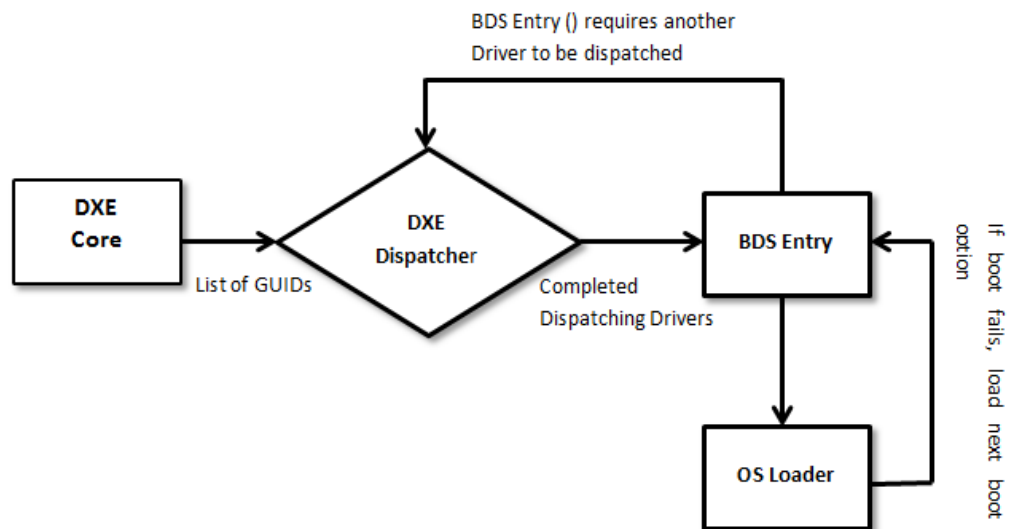 BDS Entry () requires another
Driver to be dispatched
DXE
Core
List of GUIDs
DXE
Dispatcher
Completed
Dispatching Drivers
BDS Entry
If boot fails, load next boot
option
OS Loader